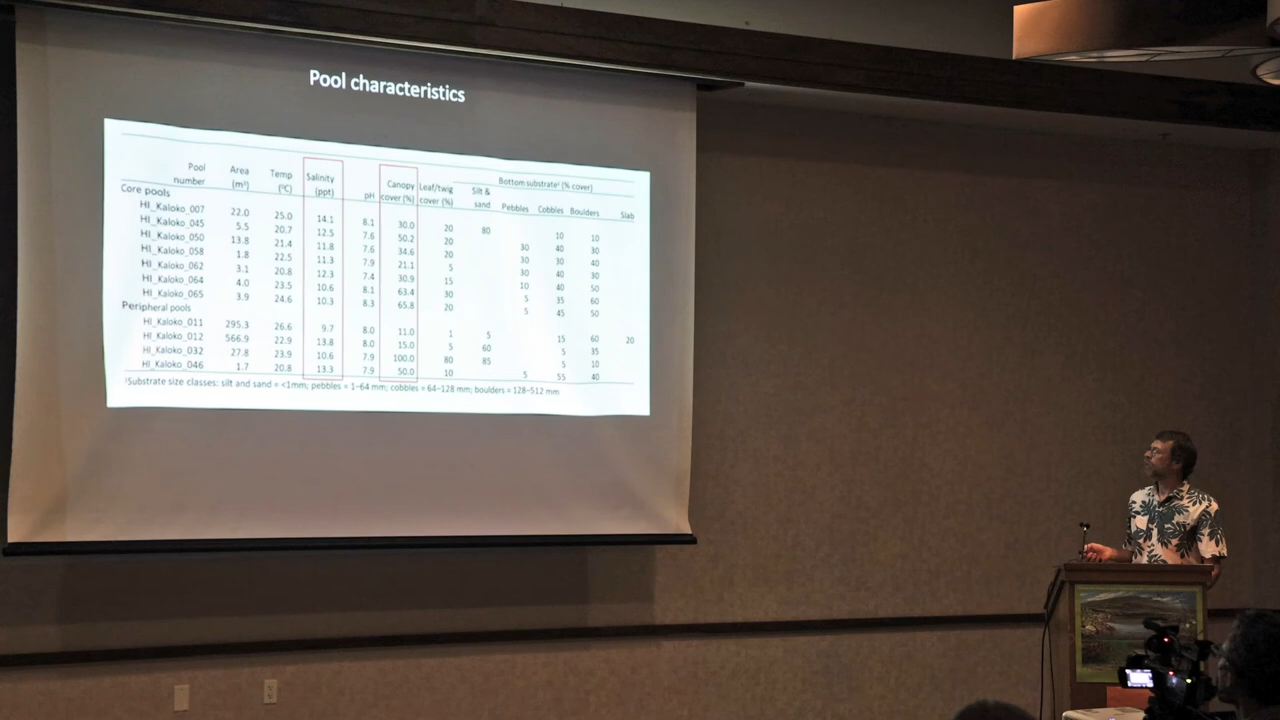 Pool characteristics
Pool number Area (m²) Temp (°C) Salinity (ppt) pH Canopy cover (%) Leaf/twig cover (%) Bottom substrate¹ (% cover)
Silt & sand Pebbles Cobbles Boulders Slab
Core pools
HI_Kaloko_007 22.0 25.0 14.1 8.1 30.0 20 80 10 10
HI_Kaloko_045 5.5 20.7 12.5 7.6 50.2 20 30 40 30
HI_Kaloko_050 13.8 21.4 11.8 7.6 34.6 20 30 30 40
HI_Kaloko_058 1.8 22.5 11.3 7.9 21.1 5 30 40 30
HI_Kaloko_062 3.1 20.8 12.3 7.4 30.9 15 10 40 50
HI_Kaloko_064 4.0 23.5 10.6 8.1 63.4 30 5 35 60
HI_Kaloko_065 3.9 24.6 10.3 8.3 65.8 20 5 45 50
Peripheral pools
HI_Kaloko_011 295.3 26.6 9.7 8.0 11.0 1 5 15 60 20
HI_Kaloko_012 566.9 22.9 13.8 8.0 15.0 5 60 5 35
HI_Kaloko_032 27.8 23.9 10.6 7.9 100.0 80 85 5 10
HI_Kaloko_046 1.7 20.8 13.3 7.9 50.0 10 5 55 40
¹Substrate size classes: silt and sand = <1mm; pebbles = 1–64 mm; cobbles = 64–128 mm; boulders = 128–512 mm